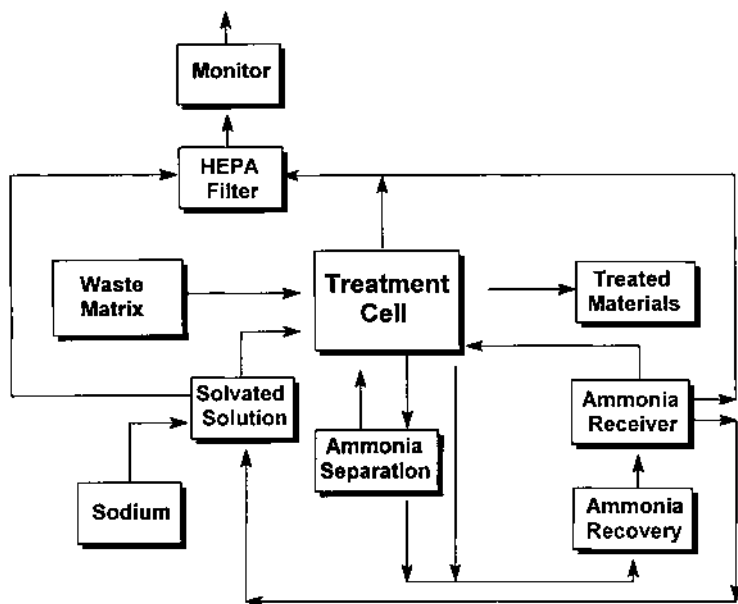 Monitor
HEPA
Filter
Waste
Matrix
Treatment
Cell
Treated
Materials
Solvated
Solution
Ammonia
Separation
Ammonia
Receiver
Sodium
Ammonia
Recovery